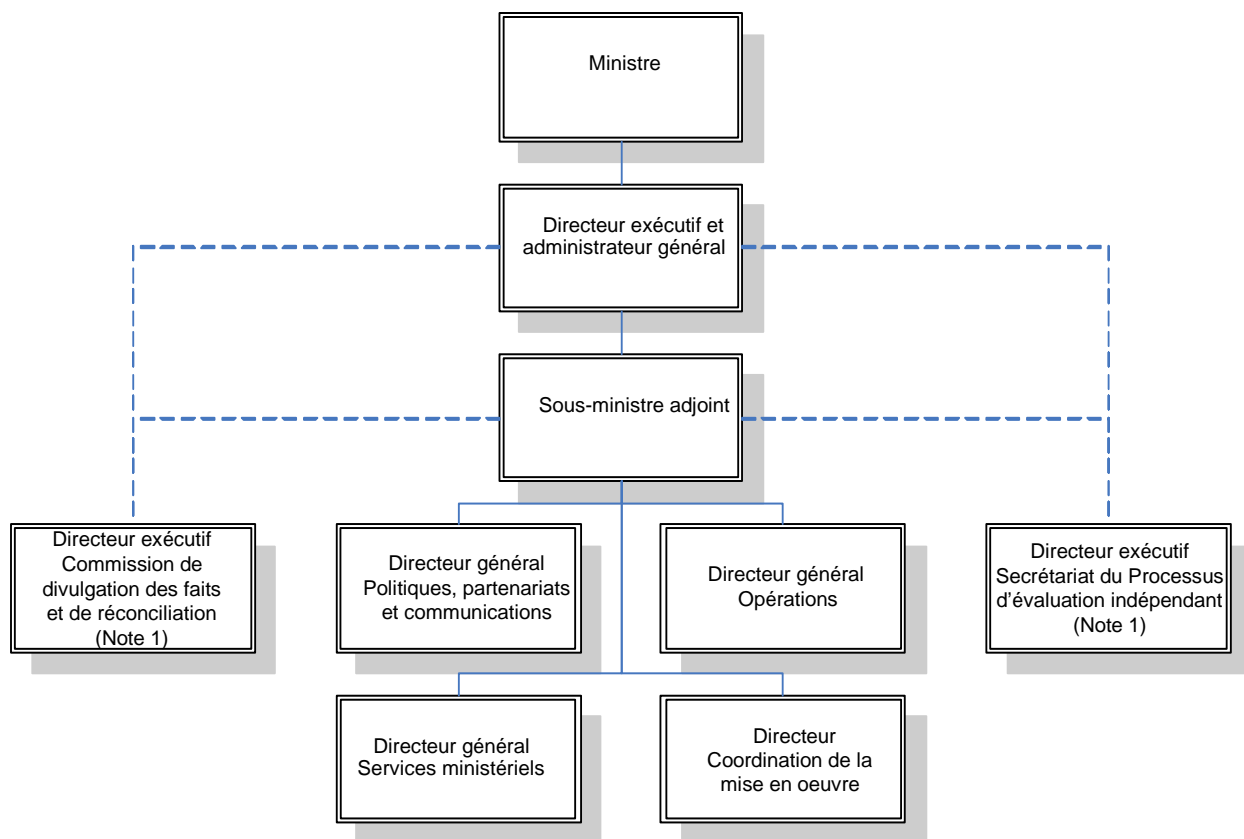 Ministre
Directeur exécutif et
administrateur général
Sous-ministre adjoint
Directeur exécutif
Commission de
divulgation des faits
et de réconciliation
(Note 1)
Directeur général
Politiques, partenariats
et communications
Directeur général
Opérations
Directeur exécutif
Secrétariat du Processus
d’évaluation indépendant
(Note 1)
Directeur général
Services ministériels
Directeur
Coordination de la
mise en oeuvre